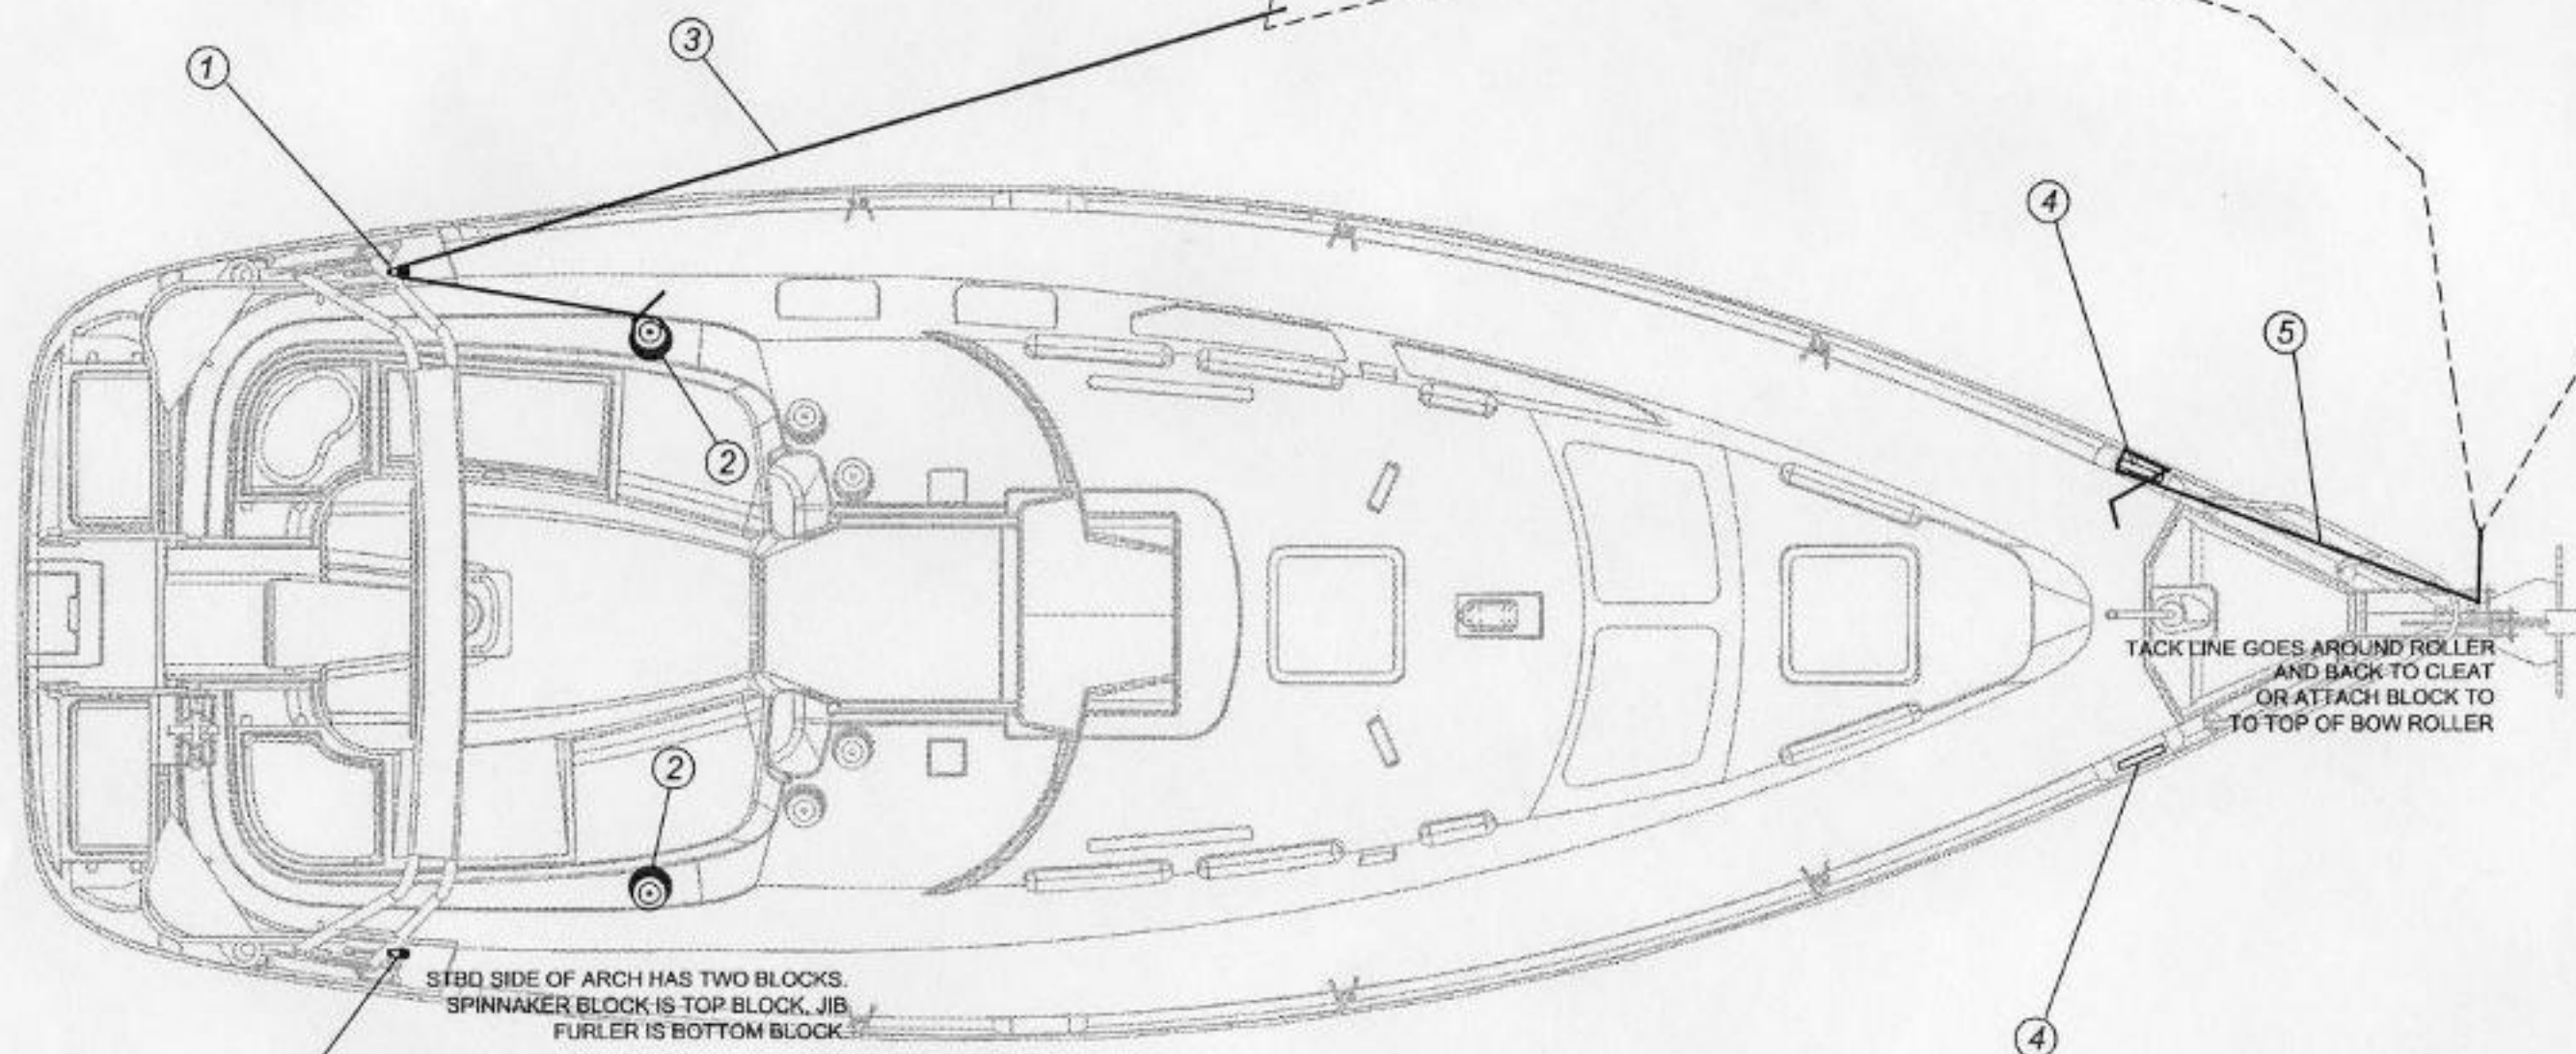 3
1
4
5
2
TACK LINE GOES AROUND ROLLER
AND BACK TO CLEAT
OR ATTACH BLOCK TO
TO TOP OF BOW ROLLER
2
STBD SIDE OF ARCH HAS TWO BLOCKS.
SPINNAKER BLOCK IS TOP BLOCK, JIB
FURLER IS BOTTOM BLOCK.
4